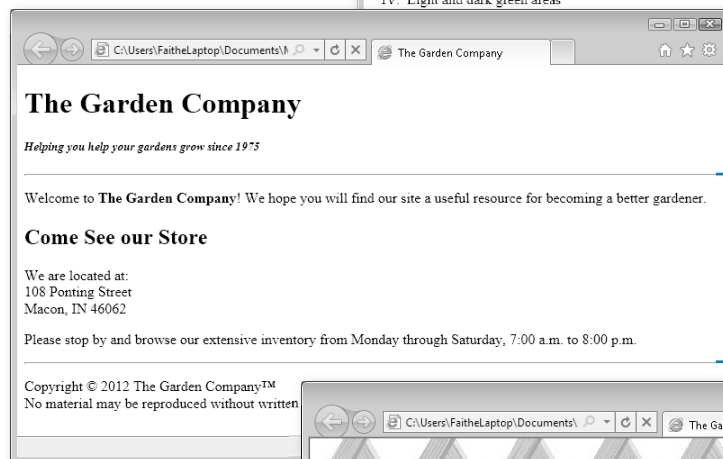 IV. Light and dark green areas
C:\Users\FaitheLaptop\Documents\
The Garden Company
The Garden Company
Helping you help your gardens grow since 1975
Welcome to The Garden Company! We hope you will find our site a useful resource for becoming a better gardener.
Come See our Store
We are located at:
108 Ponting Street
Macon, IN 46062
Please stop by and browse our extensive inventory from Monday through Saturday, 7:00 a.m. to 8:00 p.m.
Copyright © 2012 The Garden Company™
No material may be reproduced without written
C:\Users\FaitheLaptop\Documents\
The Ga